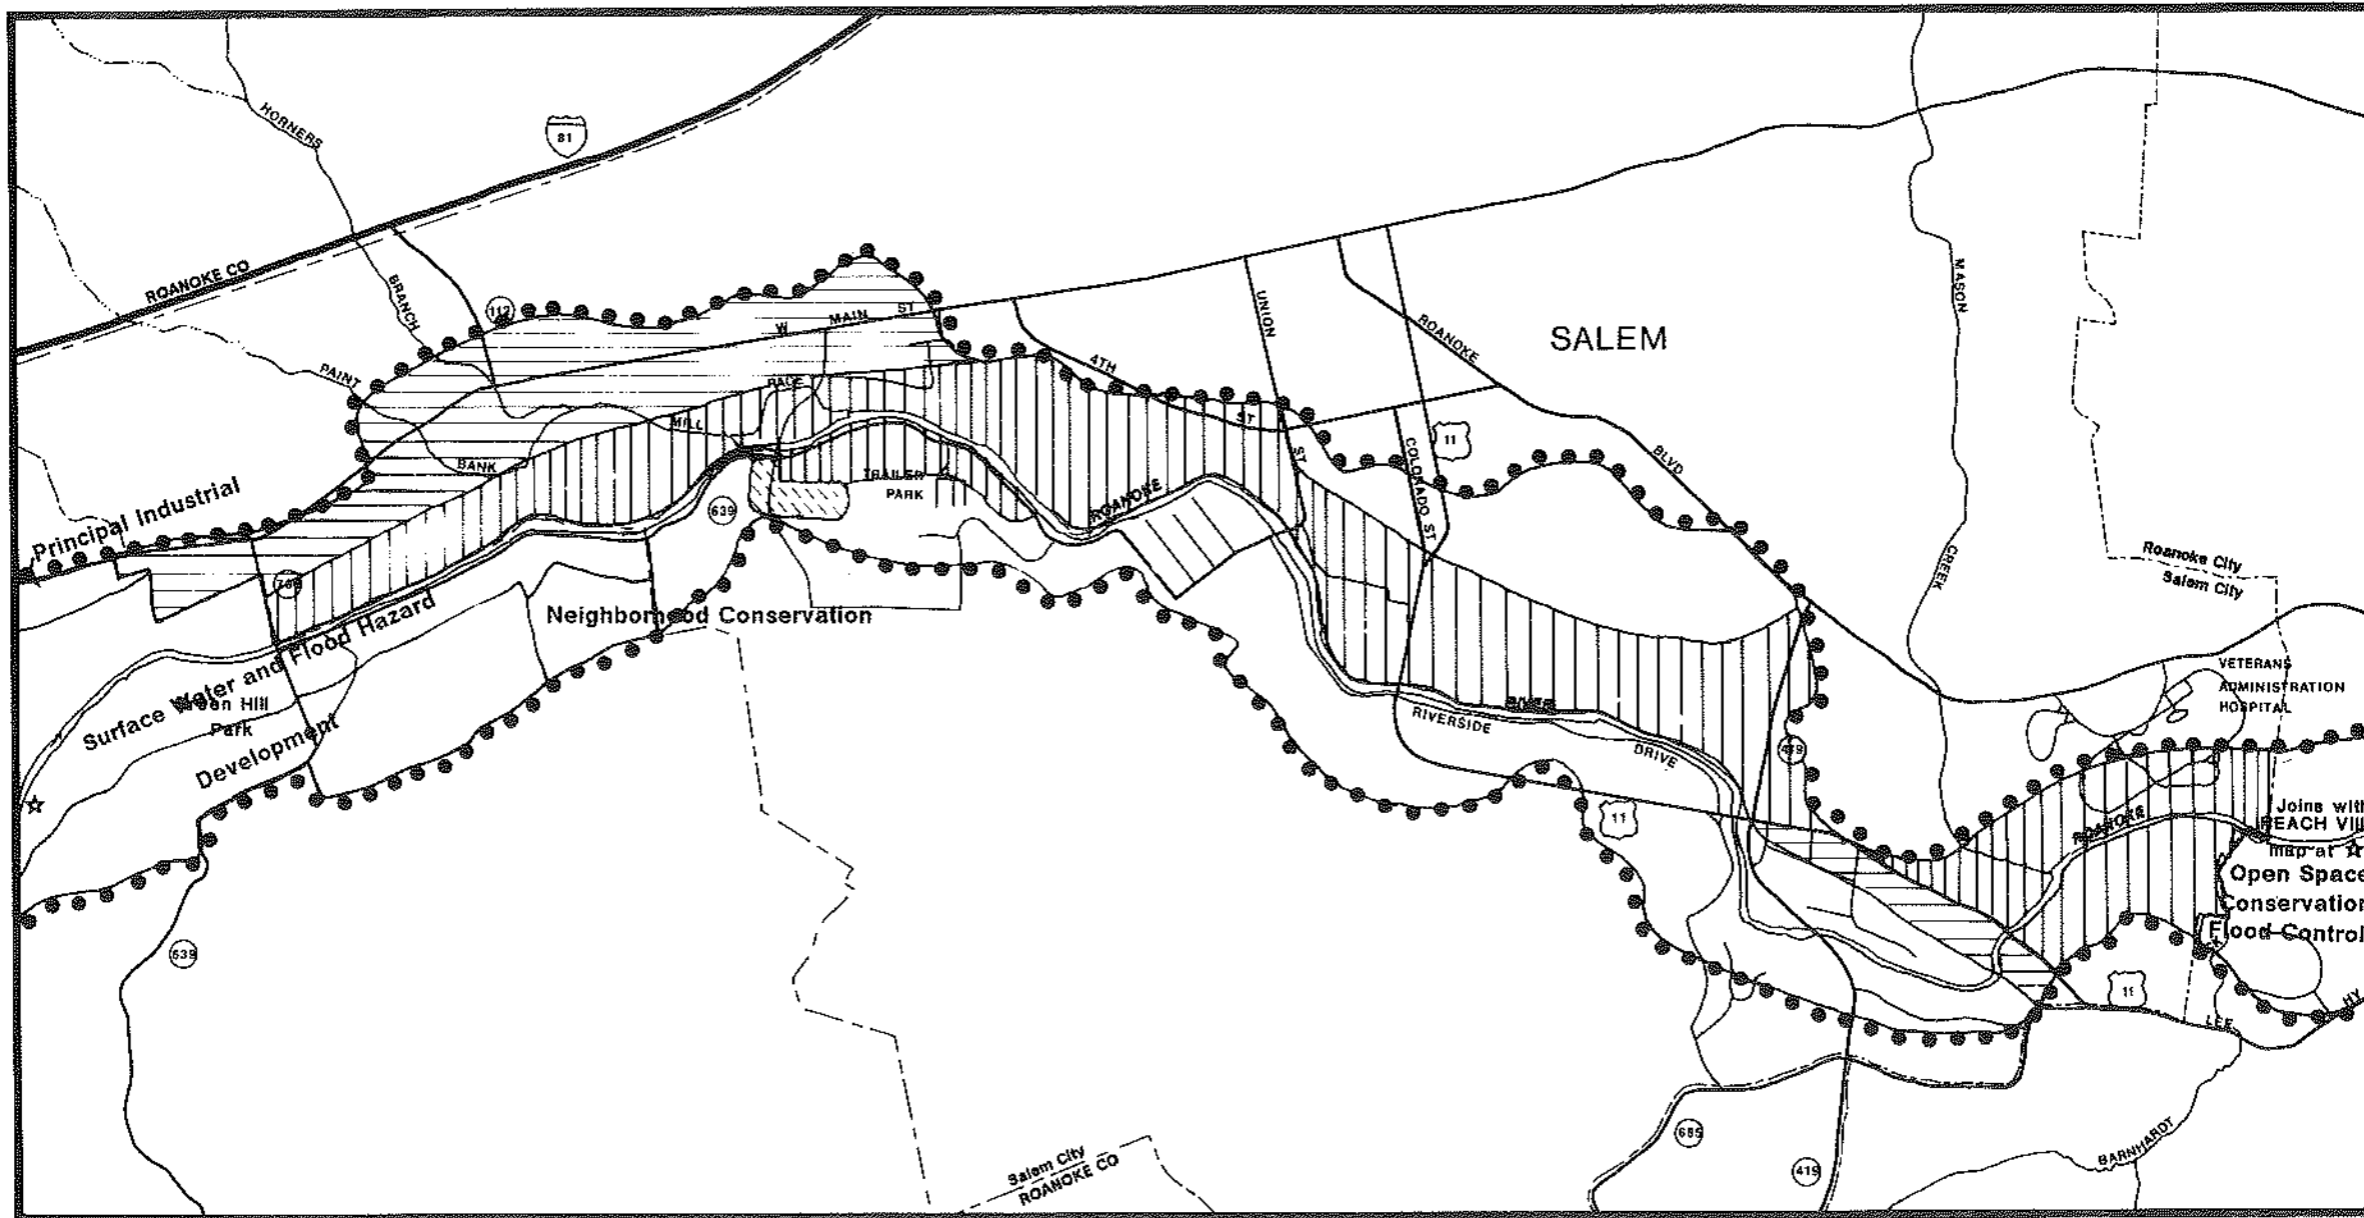 HORNERS
81
ROANOKE CO
BRANCH
112
W MAIN ST
UNION
ROANOKE
SALEM
MASON
PAINT
RACE
4TH
ST
MILL
BANK
ST
COLORADO ST
11
BLVD
Principal Industrial
TRAILER
PARK
639
ROANOKE
CREEK
Roanoke City
Salem City
Neighborhood Conservation
Surface Water and Flood Hazard
Green Hill
Park
Development
RIVER
RIVERSIDE
DRIVE
419
VETERANS
ADMINISTRATION
HOSPITAL
11
ROANOKE
Joins with
REACH VIII
map at ☆
Open Space
Conservation
Flood Control
639
11
LEE
HY
Salem City
ROANOKE CO
685
419
BARNHARDT